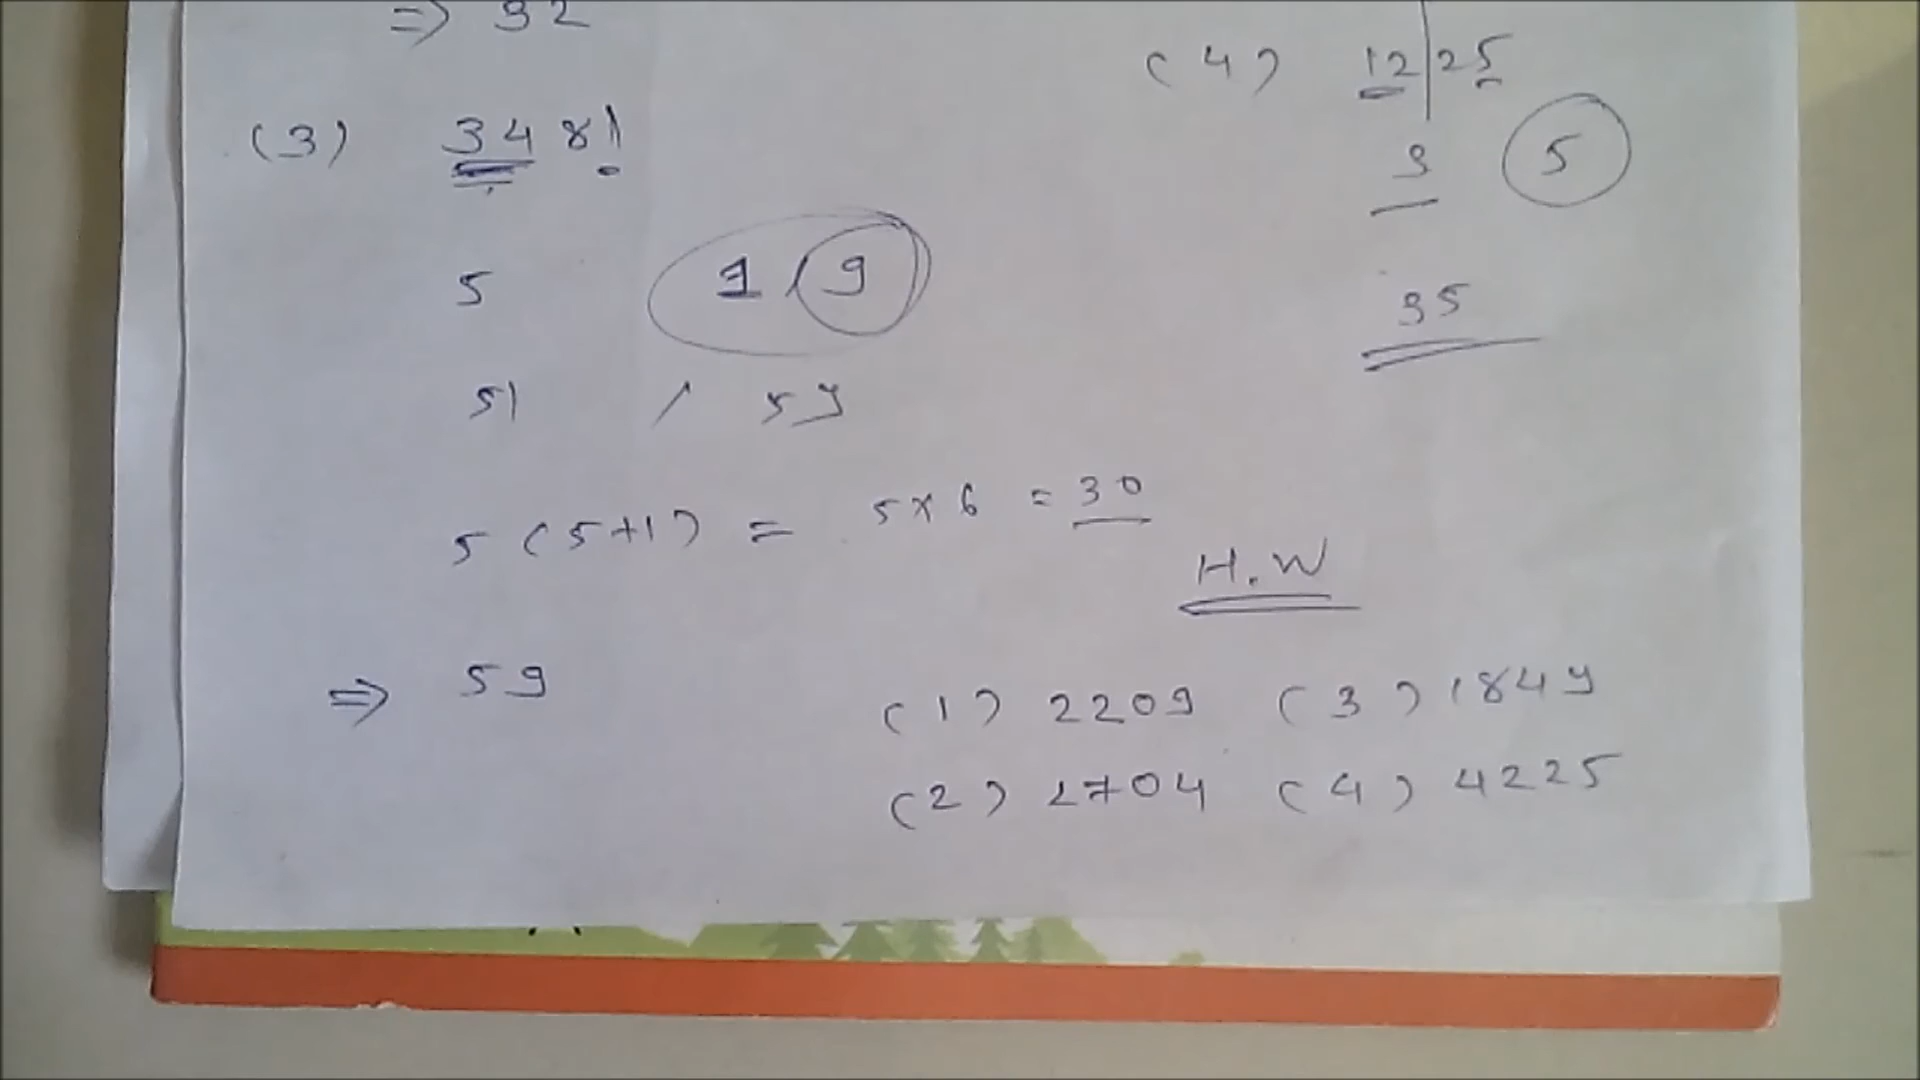 ⇒ 32
(3) 3481
5 1, 9
51 / 59
5(5+1) = 5×6 = 30
⇒ 59
(4) 12|25
3 5
35
H.W
(1) 2209 (3) 1849
(2) 2704 (4) 4225